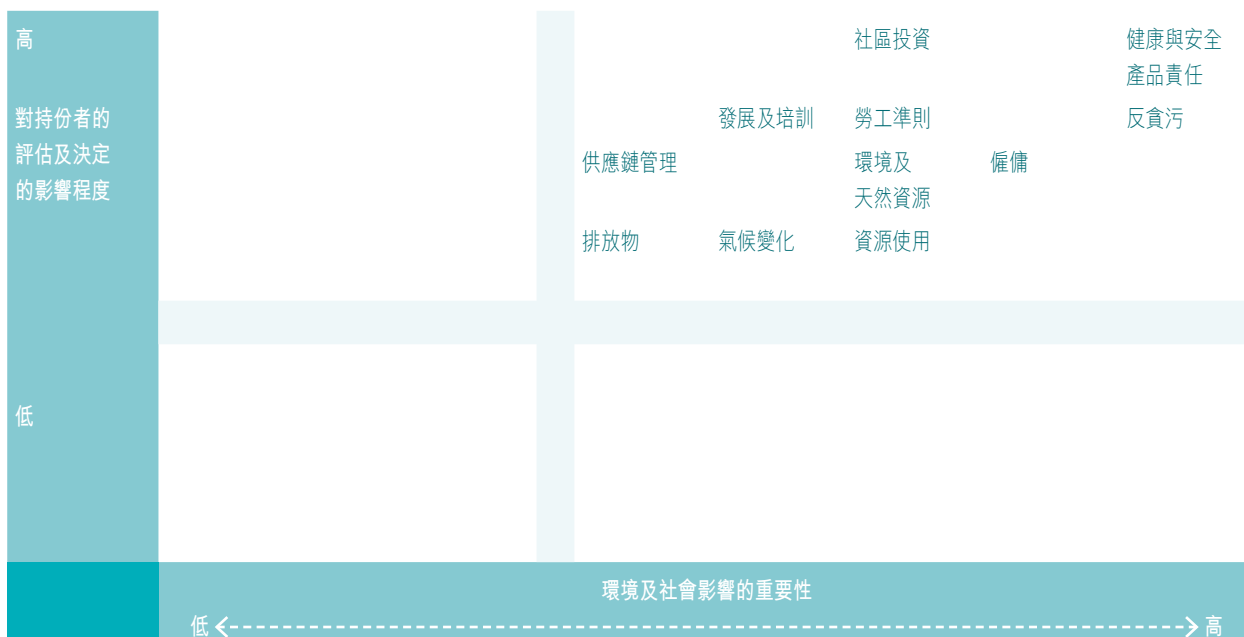 高
社區投資
健康與安全
產品責任
對持份者的
評估及決定
的影響程度
發展及培訓
勞工準則
反貪污
供應鏈管理
環境及
天然資源
僱傭
排放物
氣候變化
資源使用
低
環境及社會影響的重要性
低
高